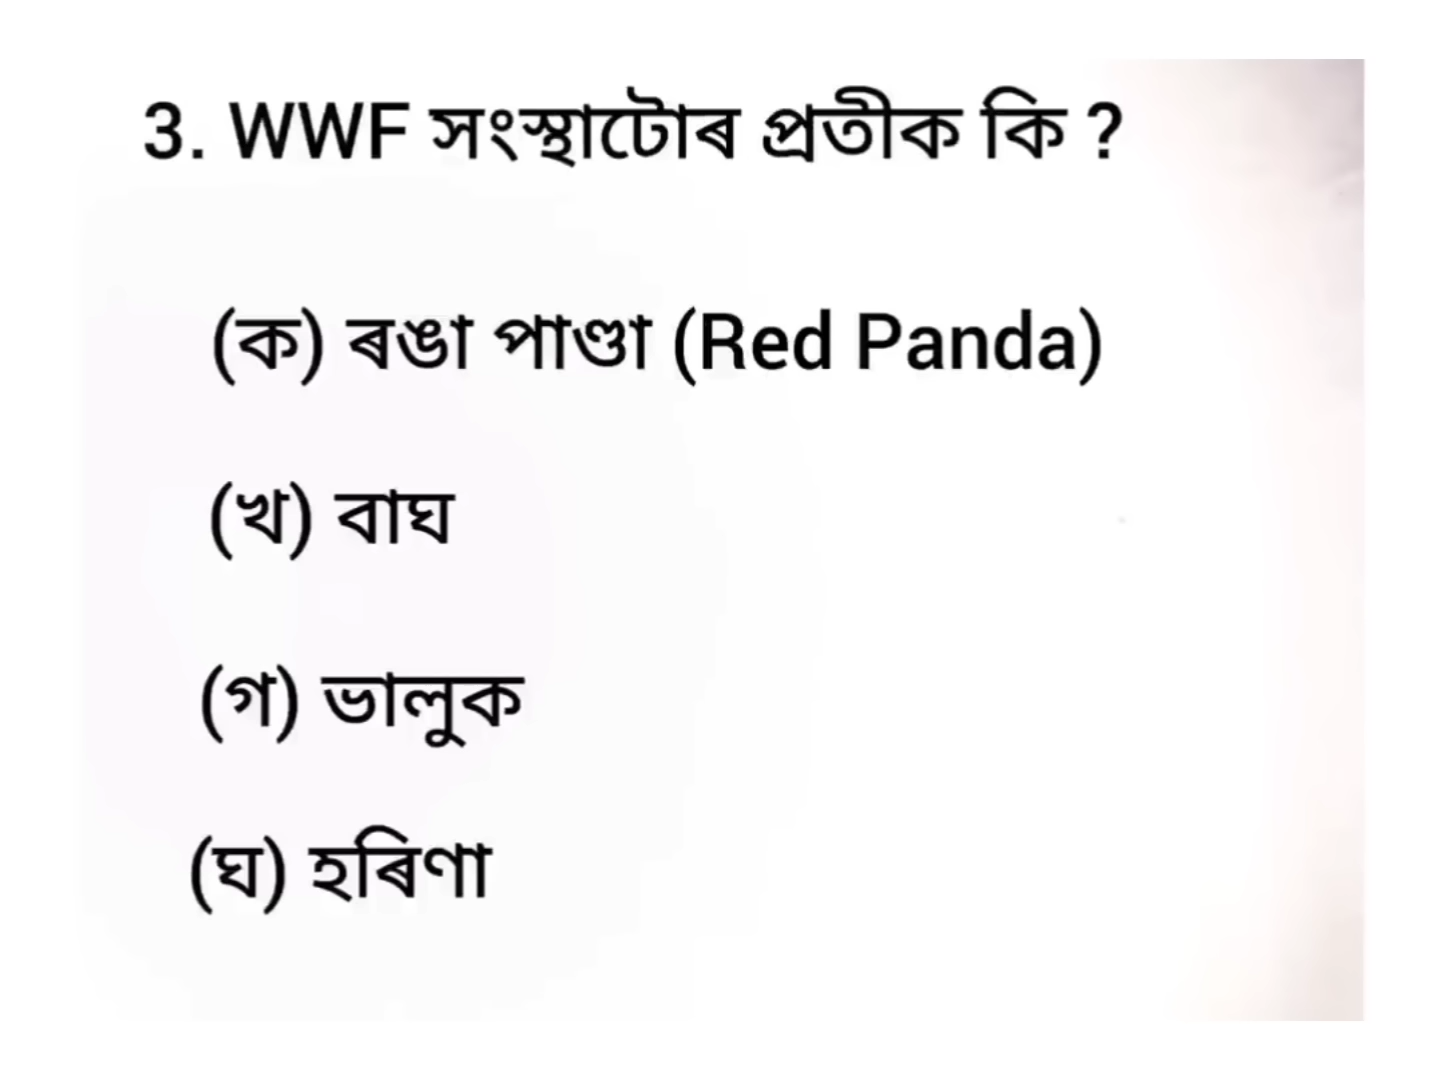 3. WWF সংস্থাটোৰ প্ৰতীক কি ?
(ক) ৰঙা পাণ্ডা (Red Panda)
(খ) বাঘ
(গ) ভালুক
(ঘ) হৰিণা